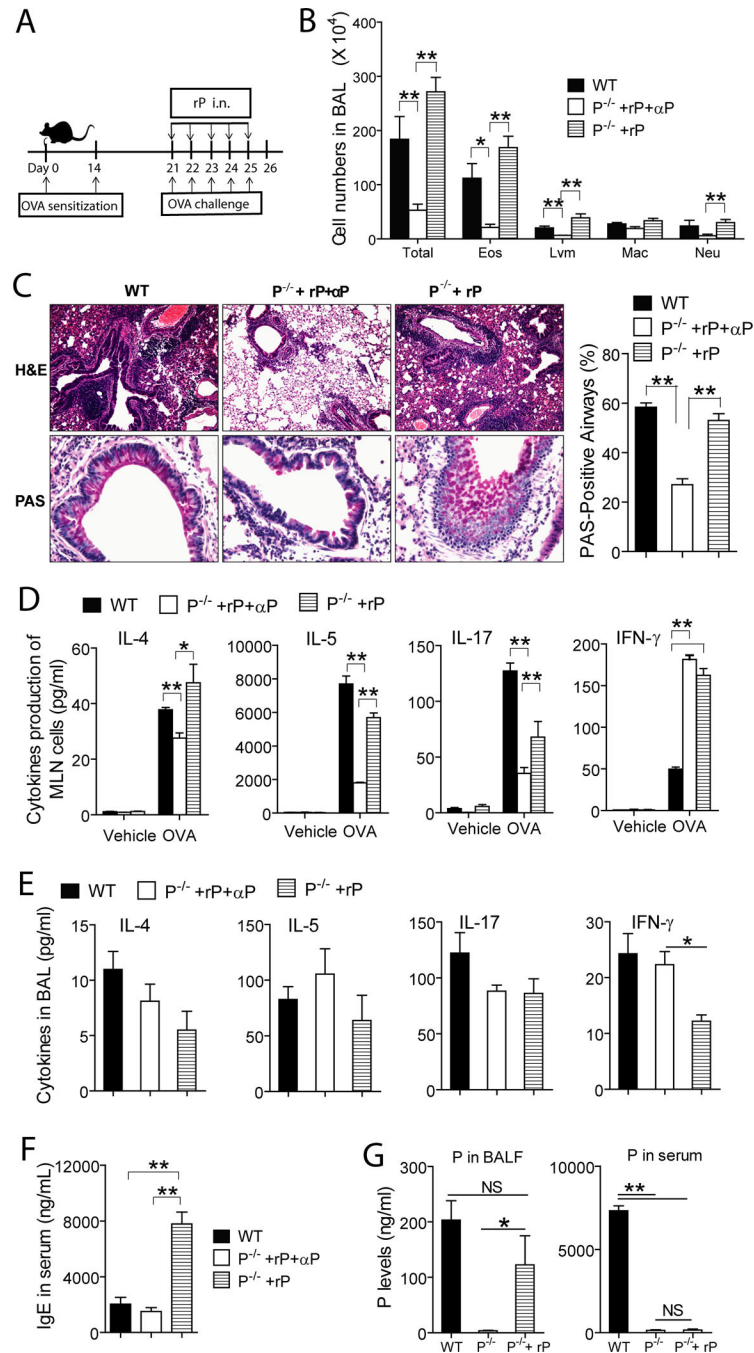 A
rP i.n.
Day 0 14 21 22 23 24 25 26
OVA sensitization OVA challenge
B
Cell numbers in BAL (X 10⁴)
400
300
200
100
0
WT
P⁻/⁻ +rP+αP
P⁻/⁻ +rP
** ** * ** ** ** **
Total Eos Lvm Mac Neu
C
WT P⁻/⁻ + rP+αP P⁻/⁻ + rP
H&E
PAS
WT
P⁻/⁻ +rP+αP
P⁻/⁻ +rP
PAS-Positive Airways (%)
80
60
40
20
0
** **
D
WT P⁻/⁻ +rP+αP P⁻/⁻ +rP
Cytokines production of
MLN cells (pg/ml)
IL-4
60
40
20
0
** *
Vehicle OVA
IL-5
10000
8000
6000
4000
2000
0
**
**
Vehicle OVA
IL-17
150
100
50
0
**
**
Vehicle OVA
IFN-γ
200
150
100
50
0
**
Vehicle OVA
E
WT P⁻/⁻ +rP+αP P⁻/⁻ +rP
Cytokines in BAL (pg/ml)
IL-4
15
10
5
0
IL-5
150
100
50
0
IL-17
150
100
50
0
IFN-γ
30
20
10
0
*
F
IgE in serum (ng/mL)
12000
8000
4000
0
**
**
WT
P⁻/⁻ +rP+αP
P⁻/⁻ +rP
G
P levels (ng/ml)
P in BALF
300
200
100
0
NS
*
WT P⁻/⁻ P⁻/⁻+ rP
P in serum
10000
5000
0
**
NS
WT P⁻/⁻ P⁻/⁻+ rP